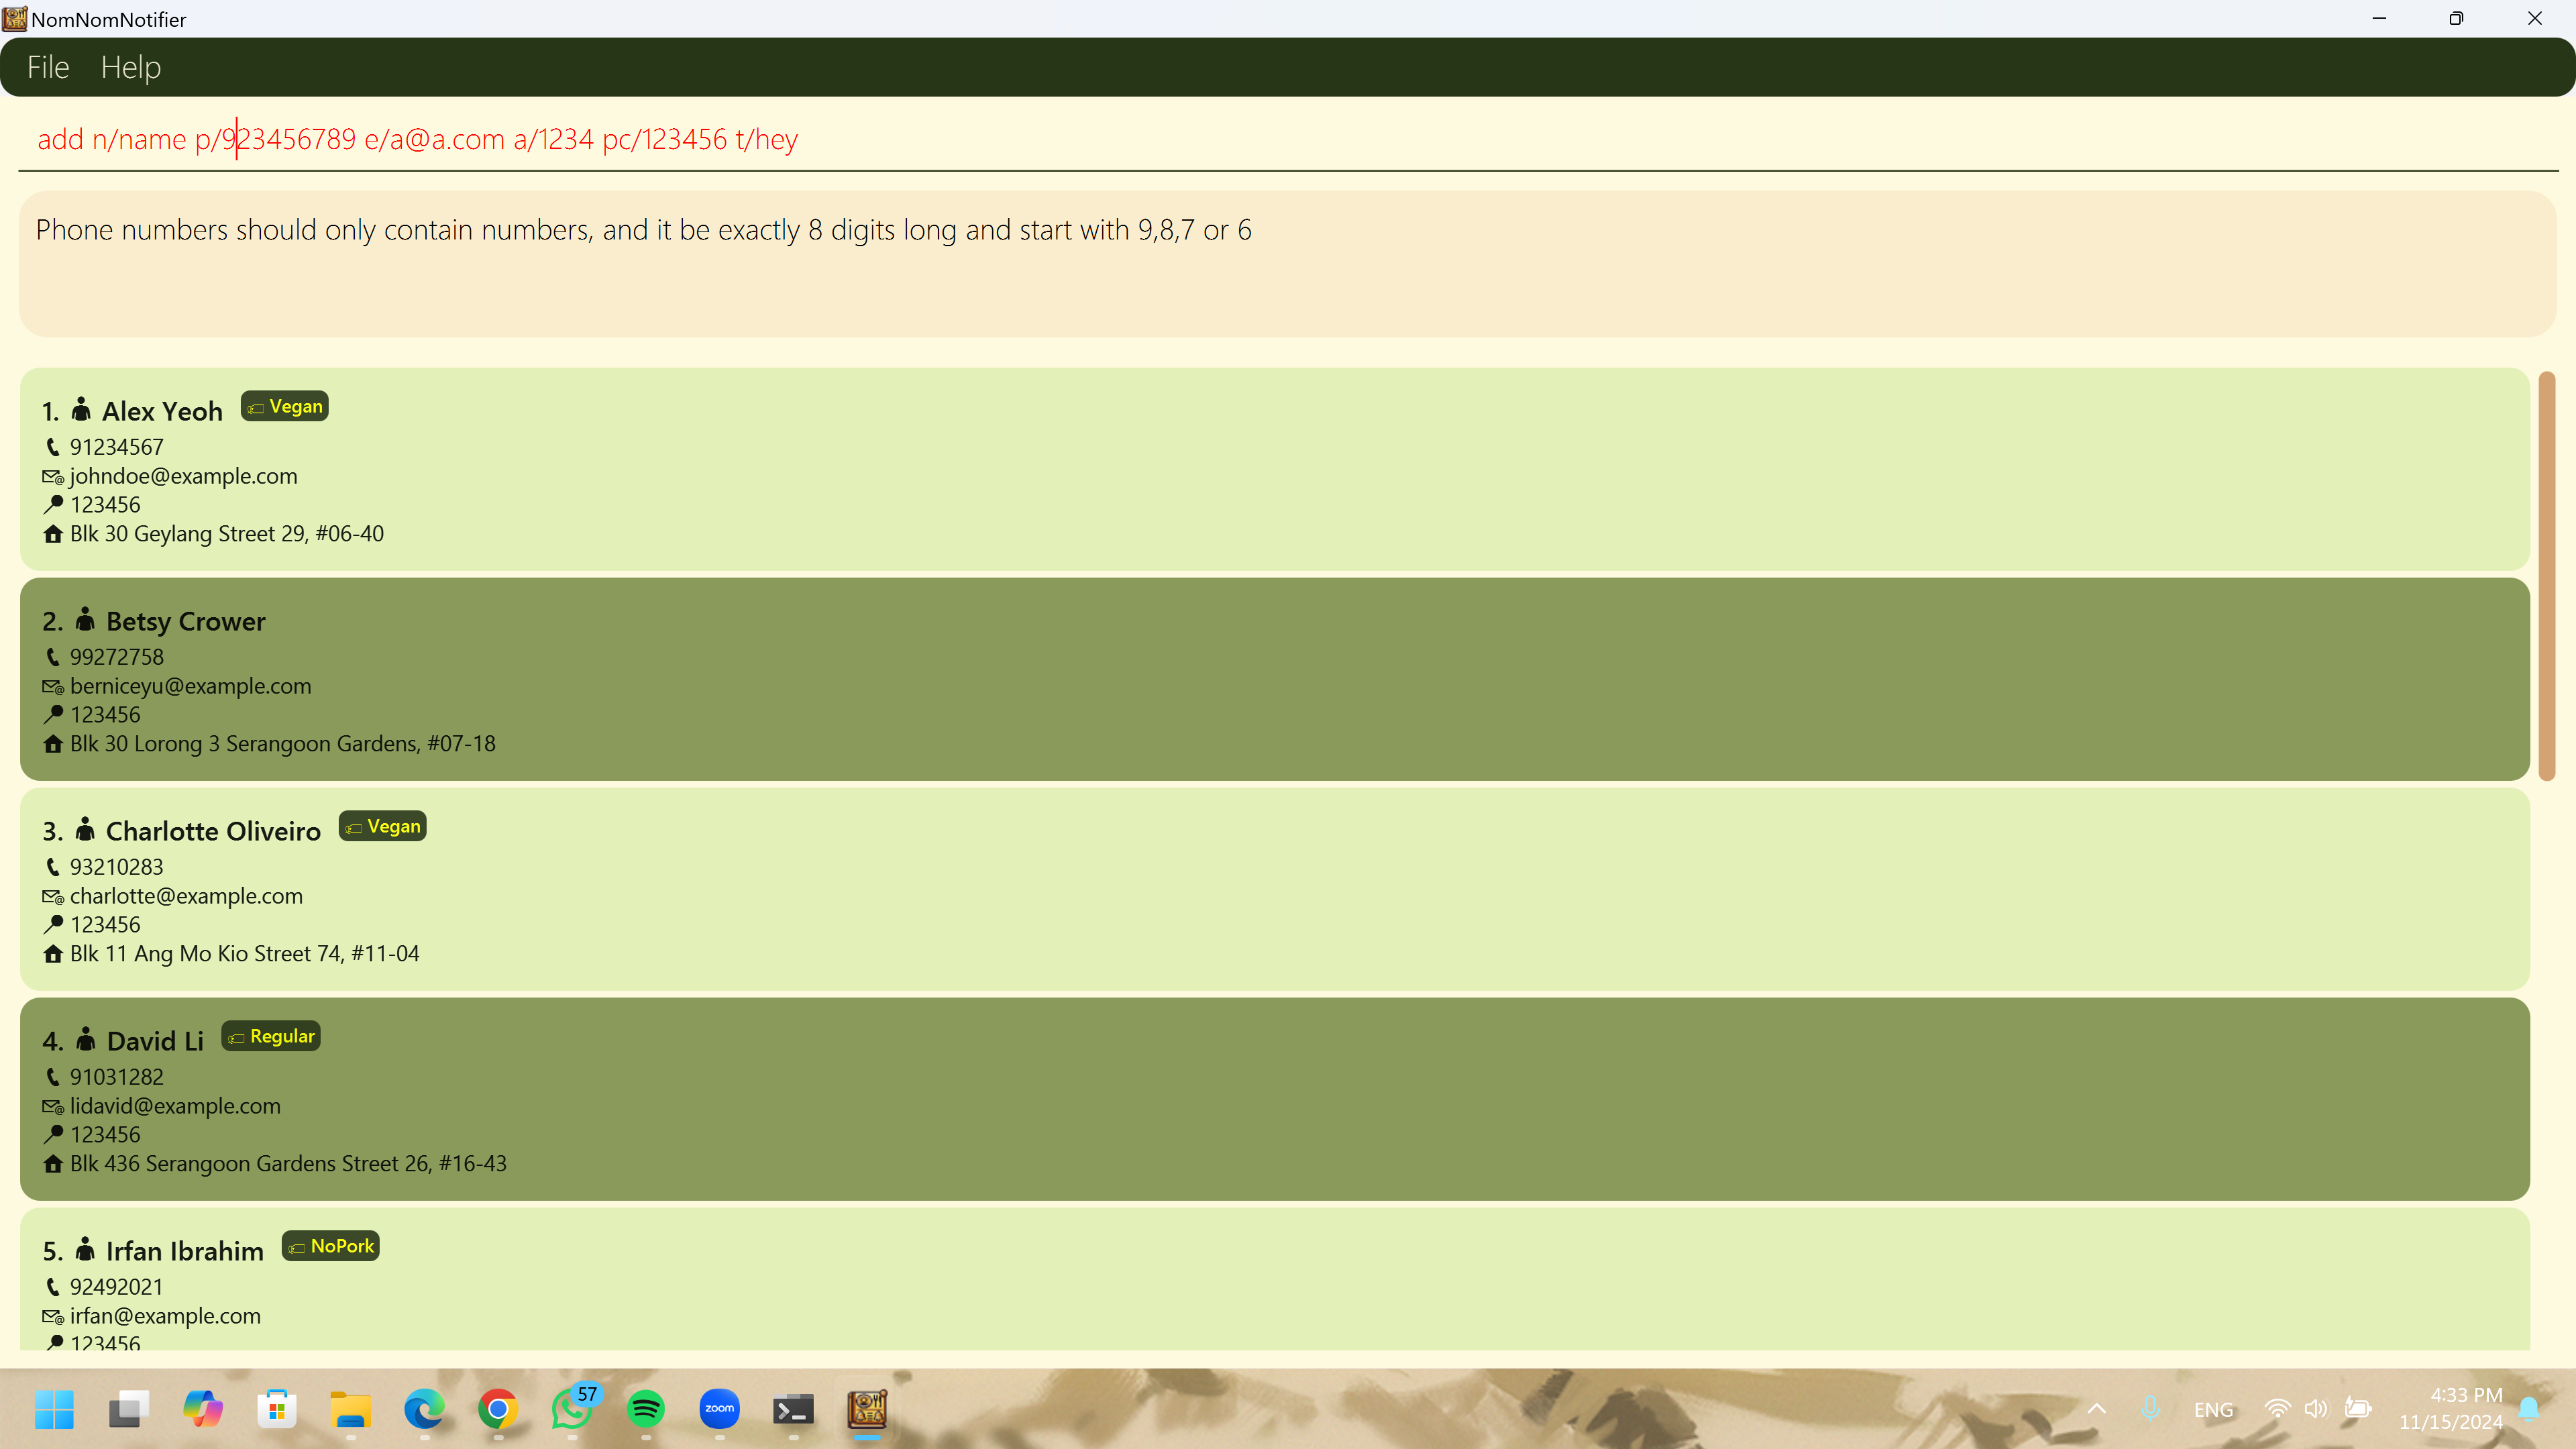 NomNomNotifier
File Help
add n/name p/923456789 e/a@a.com a/1234 pc/123456 t/hey
Phone numbers should only contain numbers, and it be exactly 8 digits long and start with 9,8,7 or 6
1. Alex Yeoh Vegan
91234567
johndoe@example.com
123456
Blk 30 Geylang Street 29, #06-40
2. Betsy Crower
99272758
berniceyu@example.com
123456
Blk 30 Lorong 3 Serangoon Gardens, #07-18
3. Charlotte Oliveiro Vegan
93210283
charlotte@example.com
123456
Blk 11 Ang Mo Kio Street 74, #11-04
4. David Li Regular
91031282
lidavid@example.com
123456
Blk 436 Serangoon Gardens Street 26, #16-43
5. Irfan Ibrahim NoPork
92492021
irfan@example.com
123456
57
zoom
ENG
4:33 PM
11/15/2024